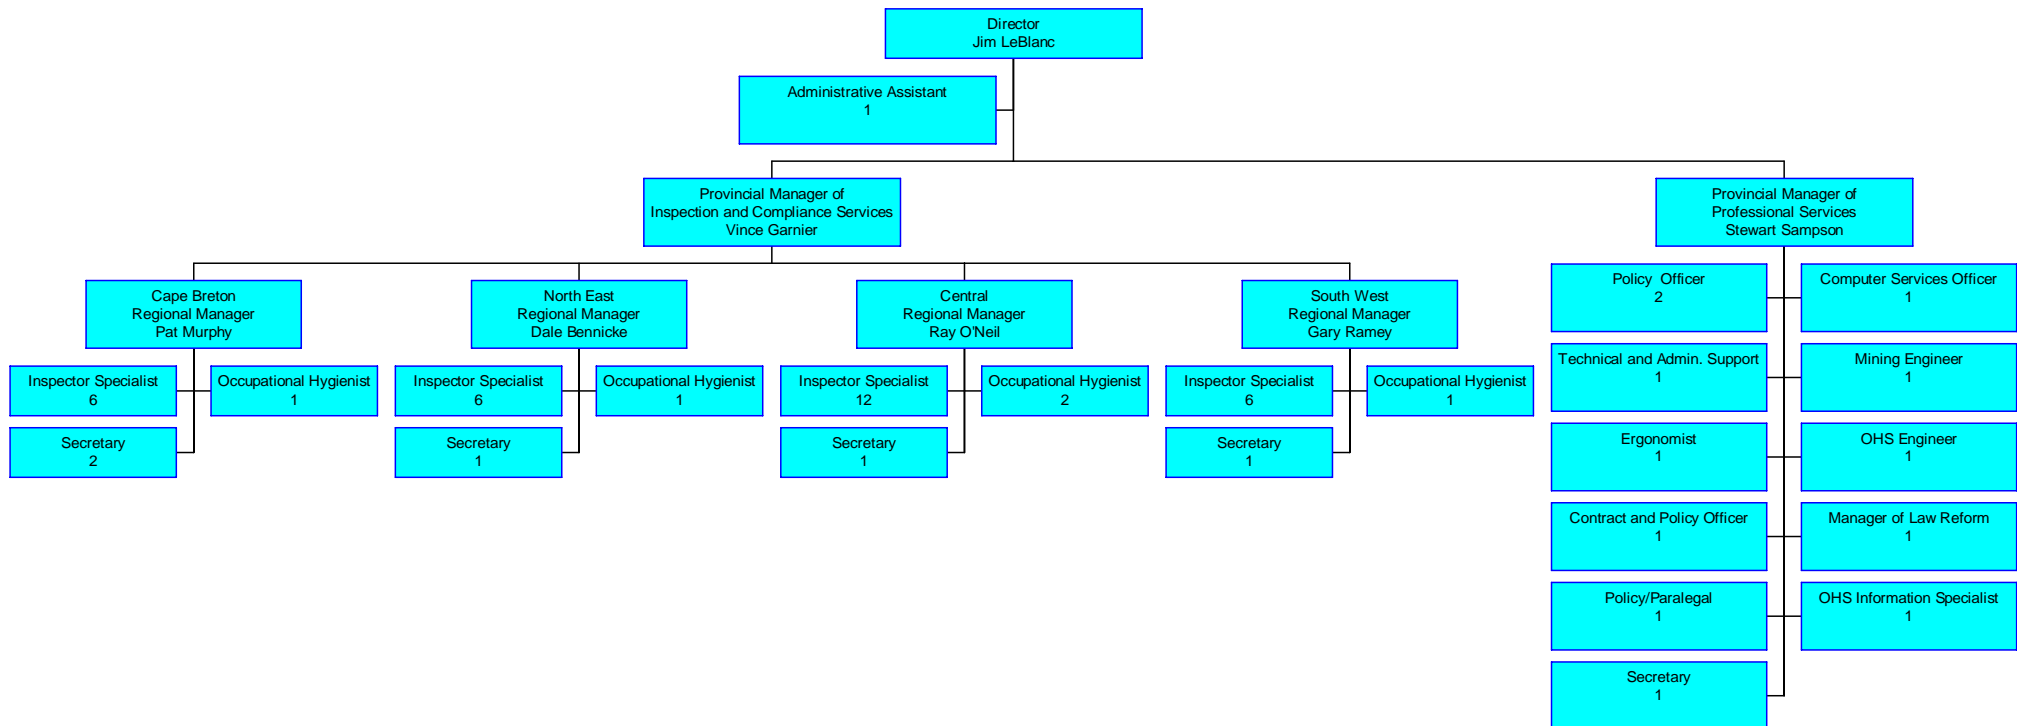 Director
Jim LeBlanc
Administrative Assistant
1
Provincial Manager of
Inspection and Compliance Services
Vince Garnier
Provincial Manager of
Professional Services
Stewart Sampson
Cape Breton
Regional Manager
Pat Murphy
North East
Regional Manager
Dale Bennicke
Central
Regional Manager
Ray O'Neil
South West
Regional Manager
Gary Ramey
Inspector Specialist
6
Occupational Hygienist
1
Secretary
2
Inspector Specialist
6
Occupational Hygienist
1
Secretary
1
Inspector Specialist
12
Occupational Hygienist
2
Secretary
1
Inspector Specialist
6
Occupational Hygienist
1
Secretary
1
Policy Officer
2
Computer Services Officer
1
Technical and Admin. Support
1
Mining Engineer
1
Ergonomist
1
OHS Engineer
1
Contract and Policy Officer
1
Manager of Law Reform
1
Policy/Paralegal
1
OHS Information Specialist
1
Secretary
1